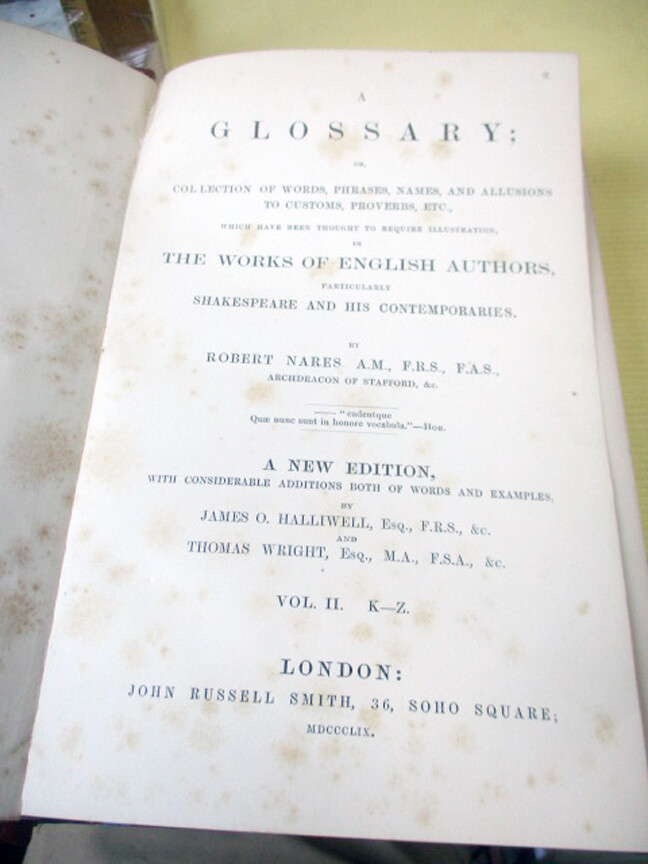 A
GLOSSARY;
OR,
COLLECTION OF WORDS, PHRASES, NAMES, AND ALLUSIONS
TO CUSTOMS, PROVERBS, ETC.,
WHICH HAVE BEEN THOUGHT TO REQUIRE ILLUSTRATION,
IN
THE WORKS OF ENGLISH AUTHORS,
PARTICULARLY
SHAKESPEARE AND HIS CONTEMPORARIES.
BY
ROBERT NARES A.M., F.R.S., F.A.S.,
ARCHDEACON OF STAFFORD, &c.
—— "cadentque
Quæ nunc sunt in honore vocabula."—Hor.
A NEW EDITION,
WITH CONSIDERABLE ADDITIONS BOTH OF WORDS AND EXAMPLES,
BY
JAMES O. HALLIWELL, Esq., F.R.S., &c.
AND
THOMAS WRIGHT, Esq., M.A., F.S.A., &c.
VOL. II. K—Z.
LONDON:
JOHN RUSSELL SMITH, 36, SOHO SQUARE;
MDCCCLIX.